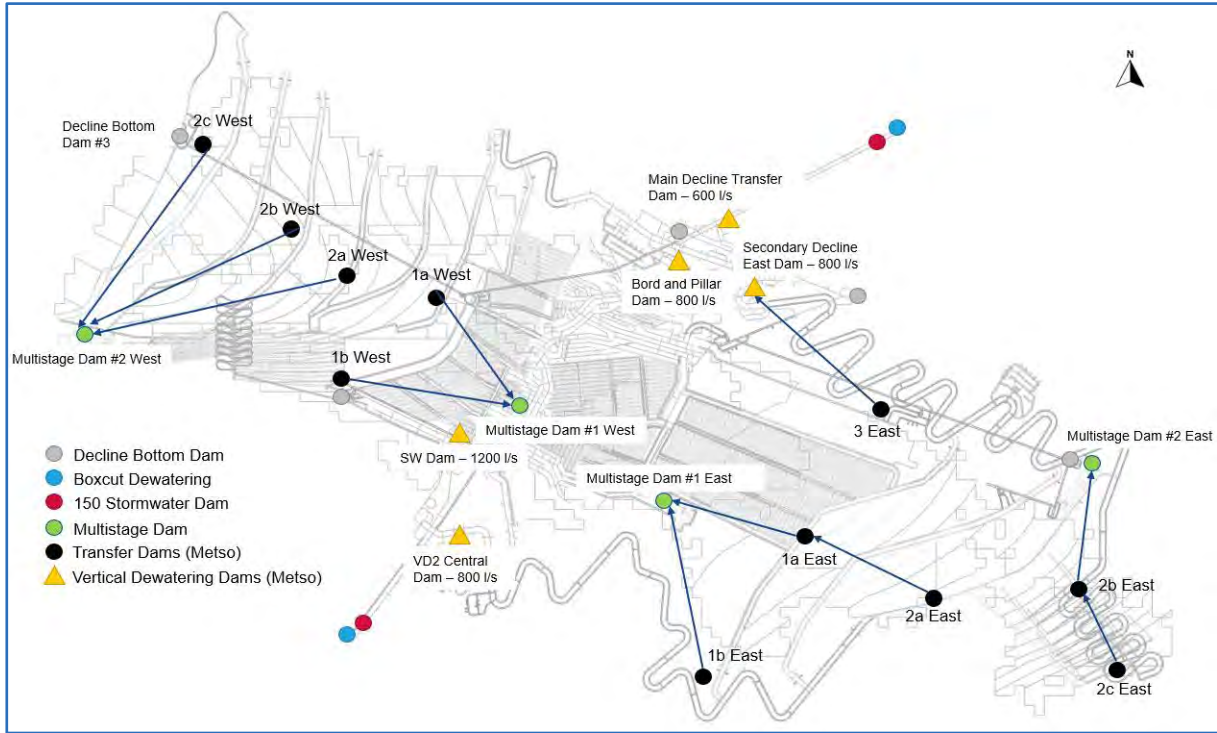 N
2c West
Decline Bottom
Dam #3
Main Decline Transfer
Dam – 600 l/s
2b West
2a West
1a West
Secondary Decline
East Dam – 800 l/s
Bord and Pillar
Dam – 800 l/s
Multistage Dam #2 West
1b West
Multistage Dam #1 West
3 East
Multistage Dam #2 East
SW Dam – 1200 l/s
Multistage Dam #1 East
Decline Bottom Dam
Boxcut Dewatering
150 Stormwater Dam
Multistage Dam
Transfer Dams (Metso)
Vertical Dewatering Dams (Metso)
VD2 Central
Dam – 800 l/s
1a East
2a East
2b East
1b East
2c East